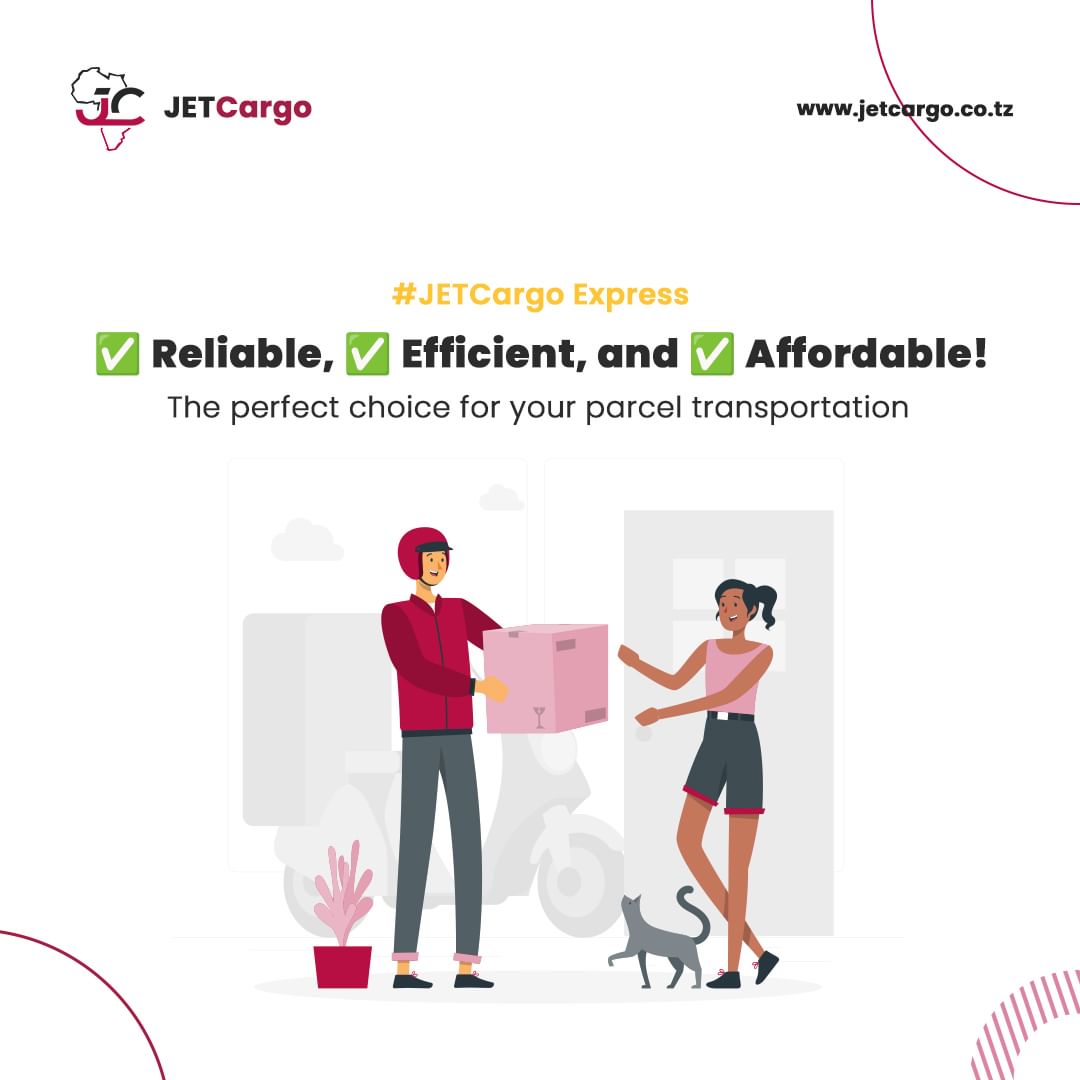 JC JETCargo
www.jetcargo.co.tz
#JETCargo Express
✅ Reliable, ✅ Efficient, and ✅ Affordable!
The perfect choice for your parcel transportation